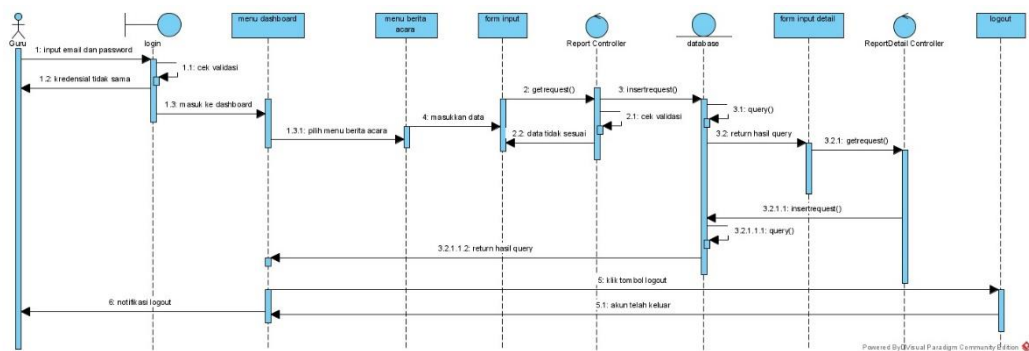 Guru
login
menu dashboard
menu berita
acara
form input
Report Controller
database
form input detail
ReportDetail Controller
logout
1: input email dan password
1.1: cek validasi
1.2: kredensial tidak sama
1.3: masuk ke dashboard
1.3.1: pilih menu berita acara
4: masukkan data
2: getrequest()
2.1: cek validasi
2.2: data tidak sesuai
3: insertrequest()
3.1: query()
3.2: return hasil query
3.2.1: getrequest()
3.2.1.1: insertrequest()
3.2.1.1.1: query()
3.2.1.1.2: return hasil query
5: klik tombol logout
5.1: akun telah keluar
6: notifikasi logout
Powered By Visual Paradigm Community Edition